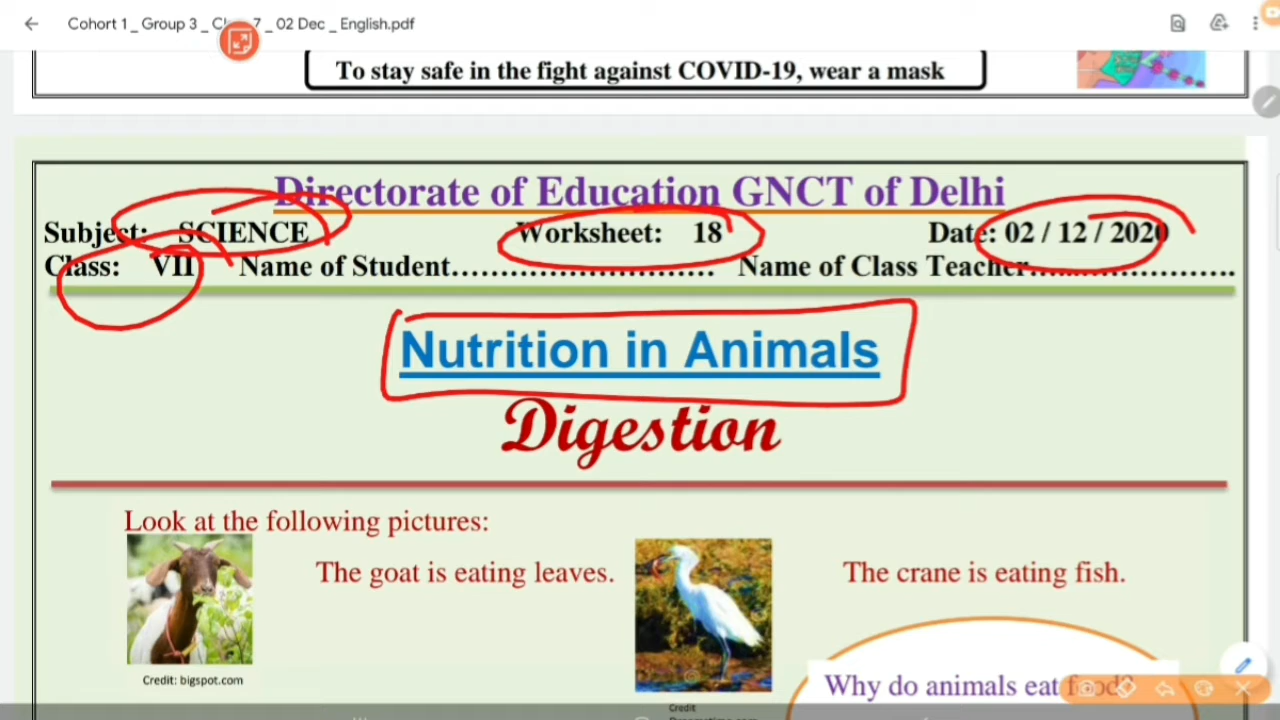 Cohort 1 _ Group 3 _ Class 7 _ 02 Dec _ English.pdf
To stay safe in the fight against COVID-19, wear a mask
Directorate of Education GNCT of Delhi
Subject: SCIENCE Worksheet: 18 Date: 02 / 12 / 2020
Class: VII Name of Student........................... Name of Class Teacher.......................
Nutrition in Animals
Digestion
Look at the following pictures:
The goat is eating leaves. The crane is eating fish.
Credit: bigspot.com
Why do animals eat food?
Credit